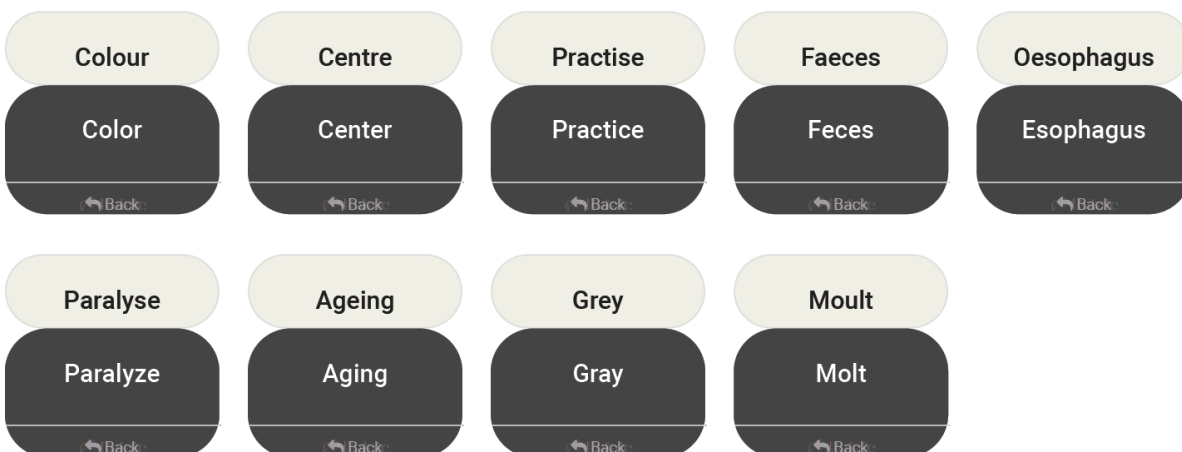 Colour Centre Practise Faeces Oesophagus
Color Center Practice Feces Esophagus
Back Back Back Back Back
Paralyse Ageing Grey Moult
Paralyze Aging Gray Molt
Back Back Back Back